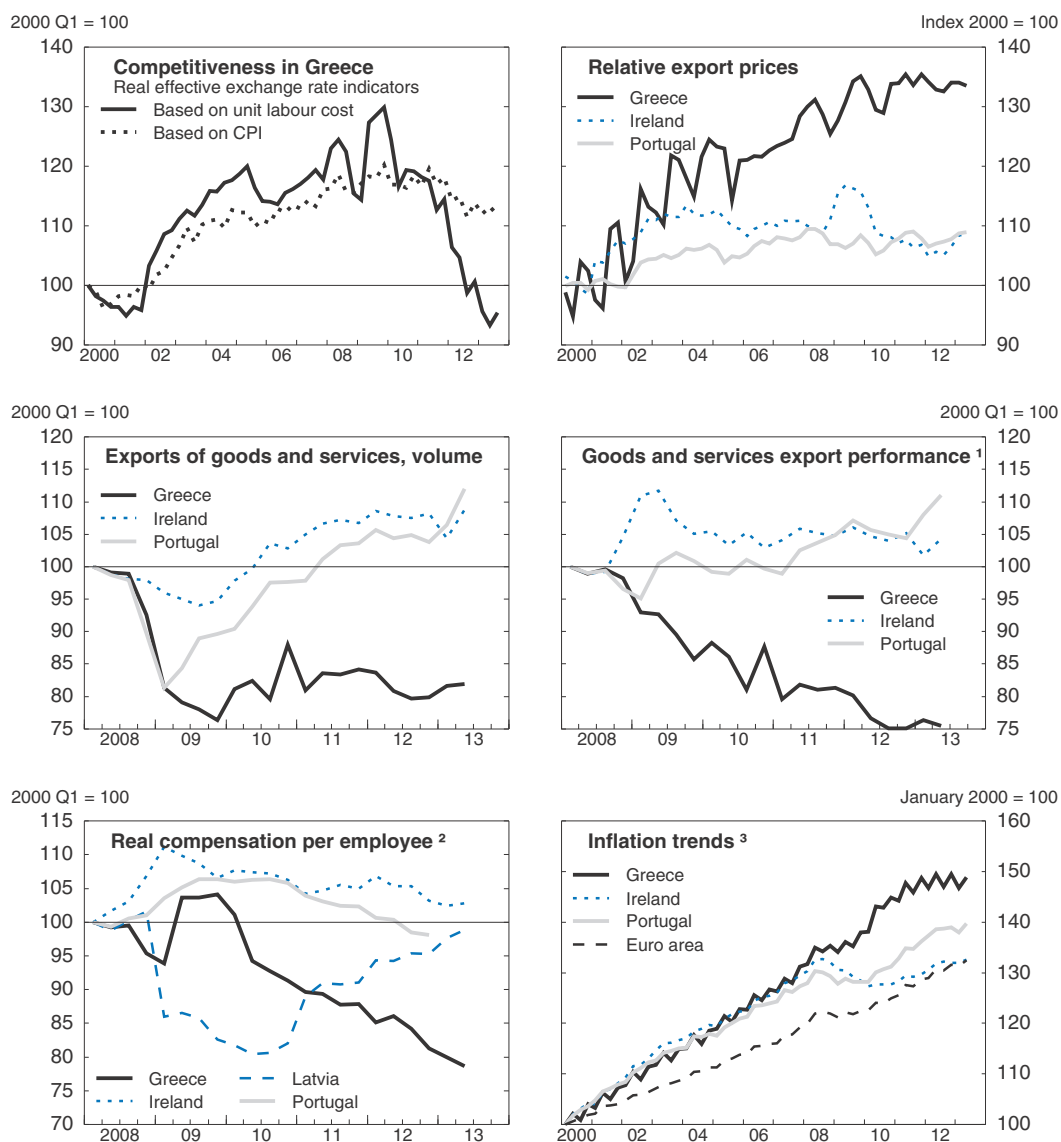 2000 Q1 = 100
140
130
120
110
100
90
Competitiveness in Greece
Real effective exchange rate indicators
Based on unit labour cost
Based on CPI
2000 02 04 06 08 10 12
Index 2000 = 100
140
130
120
110
100
90
Relative export prices
Greece
Ireland
Portugal
2000 02 04 06 08 10 12
2000 Q1 = 100
120
115
110
105
100
95
90
85
80
75
Exports of goods and services, volume
Greece
Ireland
Portugal
2008 09 10 11 12 13
2000 Q1 = 100
120
115
110
105
100
95
90
85
80
75
Goods and services export performance ¹
Greece
Ireland
Portugal
2008 09 10 11 12 13
2000 Q1 = 100
115
110
105
100
95
90
85
80
75
70
Real compensation per employee ²
Greece Latvia
Ireland Portugal
2008 09 10 11 12 13
January 2000 = 100
160
150
140
130
120
110
100
Inflation trends ³
Greece
Ireland
Portugal
Euro area
2000 02 04 06 08 10 12